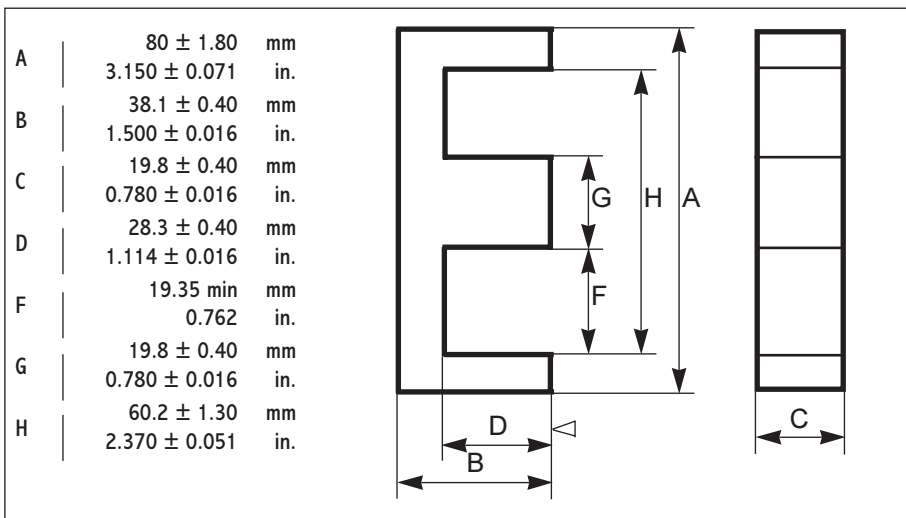 A 80 ± 1.80 mm
3.150 ± 0.071 in.
B 38.1 ± 0.40 mm
1.500 ± 0.016 in.
C 19.8 ± 0.40 mm
0.780 ± 0.016 in.
D 28.3 ± 0.40 mm
1.114 ± 0.016 in.
F 19.35 min mm
0.762 in.
G 19.8 ± 0.40 mm
0.780 ± 0.016 in.
H 60.2 ± 1.30 mm
2.370 ± 0.051 in.
G H A
F
D
B
C